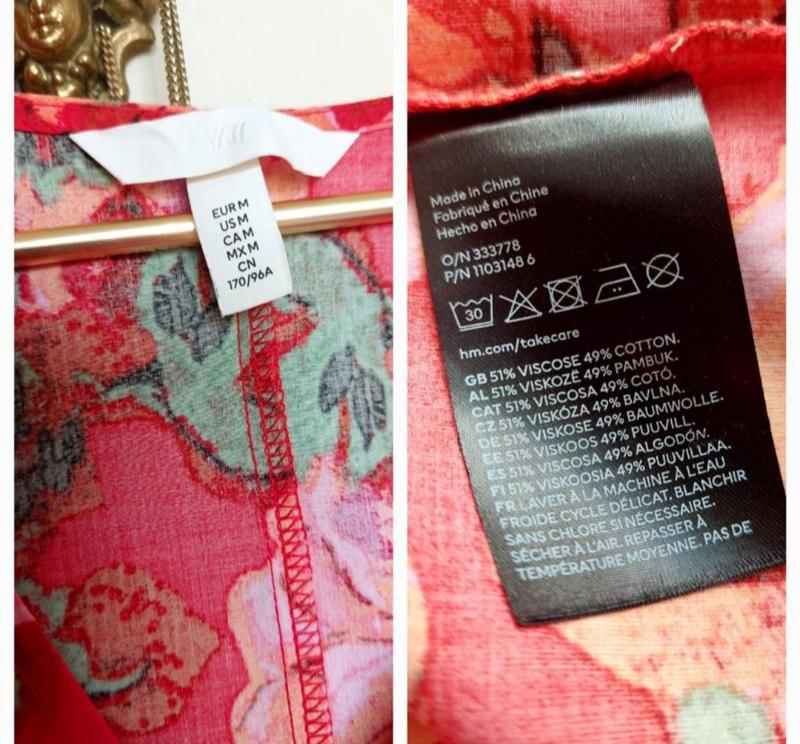 H&M
EUR M
US M
CA M
MX M
CN
170/96A
Made in China
Fabriqué en Chine
Hecho en China
O/N 333778
P/N 1103148 6
30
hm.com/takecare
GB 51% VISCOSE 49% COTTON.
AL 51% VISKOZË 49% PAMBUK.
CAT 51% VISCOSA 49% COTÓ.
CZ 51% VISKÓZA 49% BAVLNA.
DE 51% VISKOSE 49% BAUMWOLLE.
EE 51% VISKOOS 49% PUUVILL.
ES 51% VISCOSA 49% ALGODÓN.
FI 51% VISKOOSIA 49% PUUVILLAA.
FR LAVER À LA MACHINE À L'EAU
FROIDE CYCLE DÉLICAT. BLANCHIR
SANS CHLORE SI NÉCESSAIRE.
SÉCHER À L'AIR. REPASSER À
TEMPÉRATURE MOYENNE. PAS DE